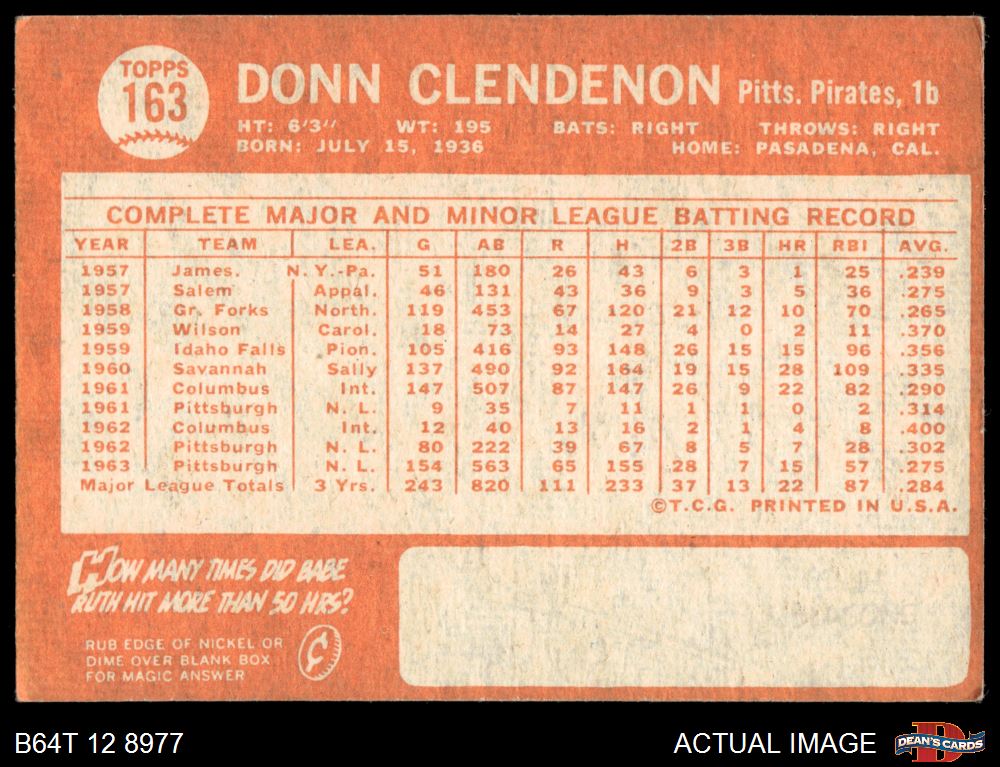 TOPPS
163
DONN CLENDENON Pitts. Pirates, 1b
HT: 6'3" WT: 195 BATS: RIGHT THROWS: RIGHT
BORN: JULY 15, 1936 HOME: PASADENA, CAL.
COMPLETE MAJOR AND MINOR LEAGUE BATTING RECORD
YEAR TEAM LEA. G AB R H 2B 3B HR RBI AVG.
1957 James. N. Y.-Pa. 51 180 26 43 6 3 1 25 .239
1957 Salem Appal. 46 131 43 36 9 3 5 36 .275
1958 Gr. Forks North. 119 453 67 120 21 12 10 70 .265
1959 Wilson Carol. 18 73 14 27 4 0 2 11 .370
1959 Idaho Falls Pion. 105 416 93 148 26 15 15 96 .356
1960 Savannah Sally 137 490 92 164 19 15 28 109 .335
1961 Columbus Int. 147 507 87 147 26 9 22 82 .290
1961 Pittsburgh N. L. 9 35 7 11 1 1 0 2 .314
1962 Columbus Int. 12 40 13 16 2 1 4 8 .400
1962 Pittsburgh N. L. 80 222 39 67 8 5 7 28 .302
1963 Pittsburgh N. L. 154 563 65 155 28 7 15 57 .275
Major League Totals 3 Yrs. 243 820 111 233 37 13 22 87 .284
©T.C.G. PRINTED IN U.S.A.
HOW MANY TIMES DID BABE
RUTH HIT MORE THAN 50 HRS?
RUB EDGE OF NICKEL OR
DIME OVER BLANK BOX
FOR MAGIC ANSWER
B64T 12 8977 ACTUAL IMAGE DEAN'S CARDS